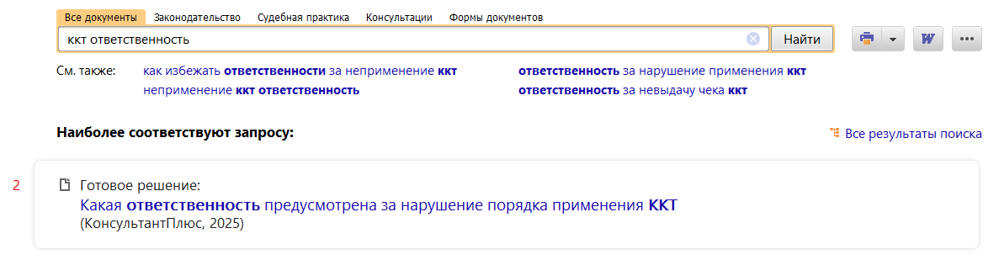 Все документы Законодательство Судебная практика Консультации Формы документов
ккт ответственность Найти W
См. также: как избежать ответственности за неприменение ккт ответственность за нарушение применения ккт
неприменение ккт ответственность ответственность за невыдачу чека ккт
Наиболее соответствуют запросу: Все результаты поиска
2 Готовое решение:
Какая ответственность предусмотрена за нарушение порядка применения ККТ
(КонсультантПлюс, 2025)